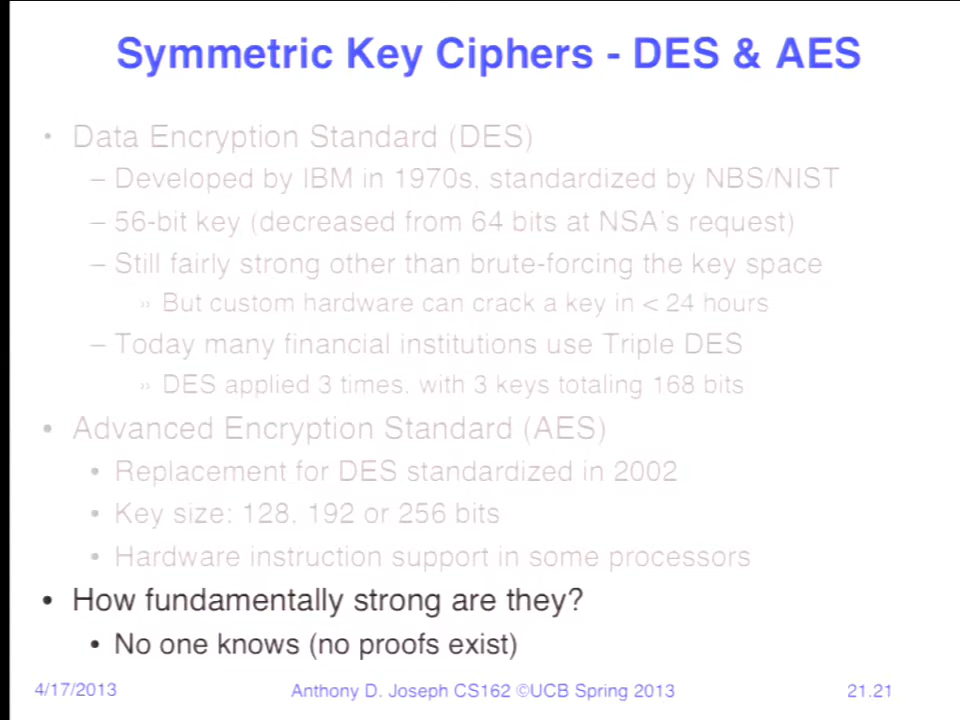 Symmetric Key Ciphers - DES & AES
• Data Encryption Standard (DES)
– Developed by IBM in 1970s, standardized by NBS/NIST
– 56-bit key (decreased from 64 bits at NSA's request)
– Still fairly strong other than brute-forcing the key space
» But custom hardware can crack a key in < 24 hours
– Today many financial institutions use Triple DES
» DES applied 3 times, with 3 keys totaling 168 bits
• Advanced Encryption Standard (AES)
• Replacement for DES standardized in 2002
• Key size: 128, 192 or 256 bits
• Hardware instruction support in some processors
• How fundamentally strong are they?
• No one knows (no proofs exist)
4/17/2013 Anthony D. Joseph CS162 ©UCB Spring 2013 21.21